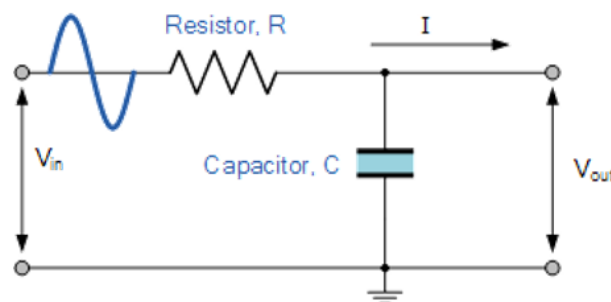 Resistor, R
I
Vin
Capacitor, C
Vout